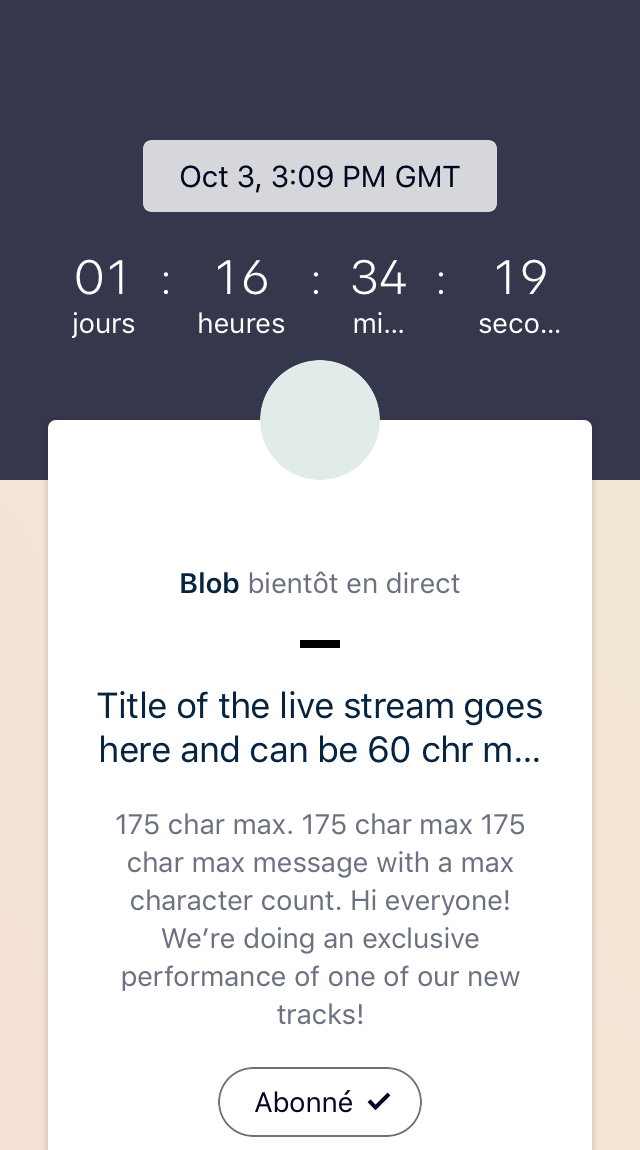 Oct 3, 3:09 PM GMT
01 : 16 : 34 : 19
jours heures mi... seco...
Blob bientôt en direct
Title of the live stream goes
here and can be 60 chr m...
175 char max. 175 char max 175
char max message with a max
character count. Hi everyone!
We’re doing an exclusive
performance of one of our new
tracks!
Abonné